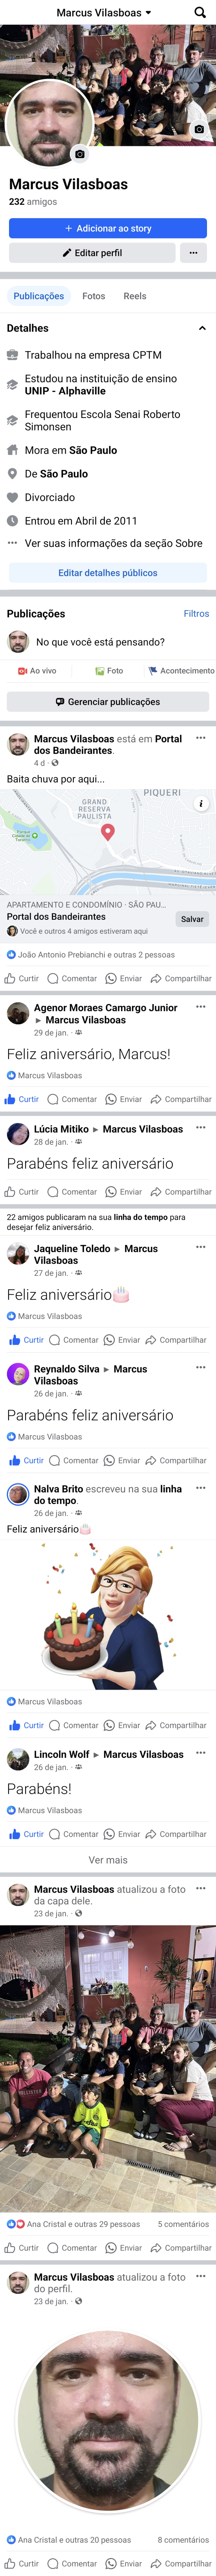 Marcus Vilasboas
Marcus Vilasboas
232 amigos
+ Adicionar ao story
Editar perfil
Publicações Fotos Reels
Detalhes
Trabalhou na empresa CPTM
Estudou na instituição de ensino
UNIP - Alphaville
Frequentou Escola Senai Roberto
Simonsen
Mora em São Paulo
De São Paulo
Divorciado
Entrou em Abril de 2011
Ver suas informações da seção Sobre
Editar detalhes públicos
Publicações Filtros
No que você está pensando?
Ao vivo Foto Acontecimento
Gerenciar publicações
Marcus Vilasboas está em Portal
dos Bandeirantes.
4 d ·
Baita chuva por aqui...
PIQUERI
GRAND
RESERVA
PAULISTA
APARTAMENTO E CONDOMÍNIO · SÃO PAU...
Portal dos Bandeirantes
Salvar
Você e outros 4 amigos estiveram aqui
João Antonio Prebianchi e outras 2 pessoas
Curtir Comentar Enviar Compartilhar
Agenor Moraes Camargo Junior
▸ Marcus Vilasboas
29 de jan. ·
Feliz aniversário, Marcus!
Marcus Vilasboas
Curtir Comentar Enviar Compartilhar
Lúcia Mitiko ▸ Marcus Vilasboas
28 de jan. ·
Parabéns feliz aniversário
Curtir Comentar Enviar Compartilhar
22 amigos publicaram na sua linha do tempo para
desejar feliz aniversário.
Jaqueline Toledo ▸ Marcus
Vilasboas
27 de jan. ·
Feliz aniversário🎂
Marcus Vilasboas
Curtir Comentar Enviar Compartilhar
Reynaldo Silva ▸ Marcus
Vilasboas
26 de jan. ·
Parabéns feliz aniversário
Marcus Vilasboas
Curtir Comentar Enviar Compartilhar
Nalva Brito escreveu na sua linha
do tempo.
26 de jan. ·
Feliz aniversário🎂
Marcus Vilasboas
Curtir Comentar Enviar Compartilhar
Lincoln Wolf ▸ Marcus Vilasboas
26 de jan. ·
Parabéns!
Marcus Vilasboas
Curtir Comentar Enviar Compartilhar
Ver mais
Marcus Vilasboas atualizou a foto
da capa dele.
23 de jan. ·
HOLLISTER
Ana Cristal e outras 29 pessoas 5 comentários
Curtir Comentar Enviar Compartilhar
Marcus Vilasboas atualizou a foto
do perfil.
23 de jan. ·
Ana Cristal e outras 20 pessoas 8 comentários
Curtir Comentar Enviar Compartilhar